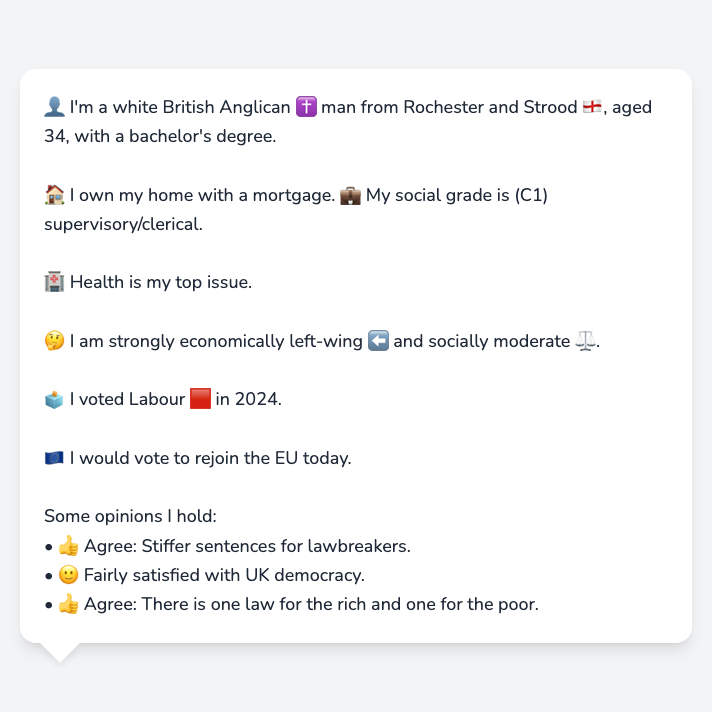 👤 I'm a white British Anglican ✝️ man from Rochester and Strood 🏴󠁧󠁢󠁥󠁮󠁧󠁿, aged
34, with a bachelor's degree.
🏠 I own my home with a mortgage. 💼 My social grade is (C1)
supervisory/clerical.
🏥 Health is my top issue.
🤔 I am strongly economically left-wing ⬅️ and socially moderate ⚖️.
🗳️ I voted Labour 🟥 in 2024.
🇪🇺 I would vote to rejoin the EU today.
Some opinions I hold:
• 👍 Agree: Stiffer sentences for lawbreakers.
• 🙂 Fairly satisfied with UK democracy.
• 👍 Agree: There is one law for the rich and one for the poor.